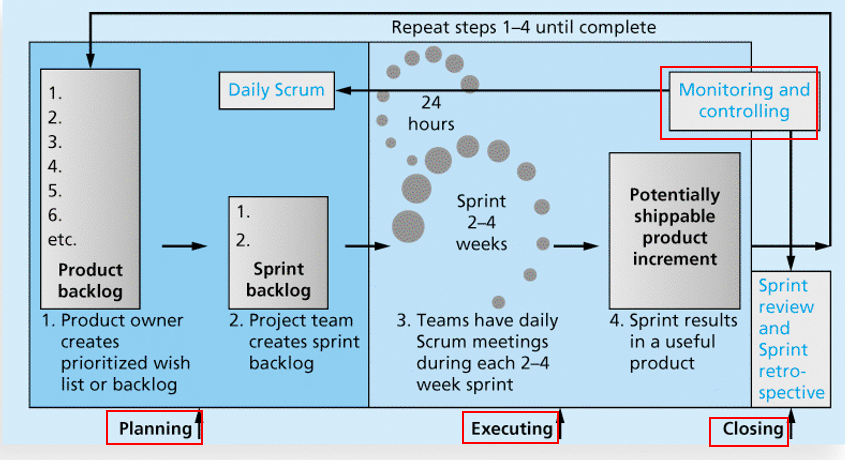 Repeat steps 1–4 until complete
Daily Scrum
Monitoring and
controlling
24
hours
1.
2.
3.
4.
5.
6.
etc.
Product
backlog
1.
2.
Sprint
backlog
Sprint
2–4
weeks
Potentially
shippable
product
increment
1. Product owner
creates
prioritized wish
list or backlog
2. Project team
creates sprint
backlog
3. Teams have daily
Scrum meetings
during each 2–4
week sprint
4. Sprint results
in a useful
product
Sprint
review
and
Sprint
retro-
spective
Planning
Executing
Closing